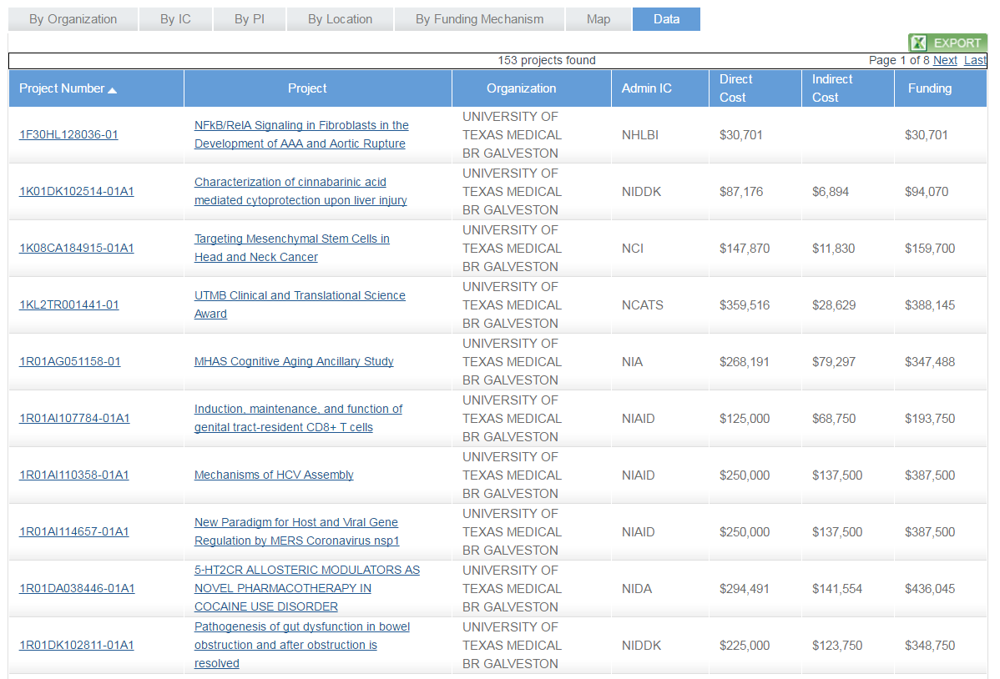 By Organization By IC By PI By Location By Funding Mechanism Map Data
EXPORT
153 projects found Page 1 of 8 Next Last
Project Number Project Organization Admin IC Direct Cost Indirect Cost Funding
1F30HL128036-01
NFkB/RelA Signaling in Fibroblasts in the
Development of AAA and Aortic Rupture
UNIVERSITY OF
TEXAS MEDICAL
BR GALVESTON
NHLBI $30,701 $30,701
1K01DK102514-01A1
Characterization of cinnabarinic acid
mediated cytoprotection upon liver injury
UNIVERSITY OF
TEXAS MEDICAL
BR GALVESTON
NIDDK $87,176 $6,894 $94,070
1K08CA184915-01A1
Targeting Mesenchymal Stem Cells in
Head and Neck Cancer
UNIVERSITY OF
TEXAS MEDICAL
BR GALVESTON
NCI $147,870 $11,830 $159,700
1KL2TR001441-01
UTMB Clinical and Translational Science
Award
UNIVERSITY OF
TEXAS MEDICAL
BR GALVESTON
NCATS $359,516 $28,629 $388,145
1R01AG051158-01
MHAS Cognitive Aging Ancillary Study
UNIVERSITY OF
TEXAS MEDICAL
BR GALVESTON
NIA $268,191 $79,297 $347,488
1R01AI107784-01A1
Induction, maintenance, and function of
genital tract-resident CD8+ T cells
UNIVERSITY OF
TEXAS MEDICAL
BR GALVESTON
NIAID $125,000 $68,750 $193,750
1R01AI110358-01A1
Mechanisms of HCV Assembly
UNIVERSITY OF
TEXAS MEDICAL
BR GALVESTON
NIAID $250,000 $137,500 $387,500
1R01AI114657-01A1
New Paradigm for Host and Viral Gene
Regulation by MERS Coronavirus nsp1
UNIVERSITY OF
TEXAS MEDICAL
BR GALVESTON
NIAID $250,000 $137,500 $387,500
1R01DA038446-01A1
5-HT2CR ALLOSTERIC MODULATORS AS
NOVEL PHARMACOTHERAPY IN
COCAINE USE DISORDER
UNIVERSITY OF
TEXAS MEDICAL
BR GALVESTON
NIDA $294,491 $141,554 $436,045
1R01DK102811-01A1
Pathogenesis of gut dysfunction in bowel
obstruction and after obstruction is
resolved
UNIVERSITY OF
TEXAS MEDICAL
BR GALVESTON
NIDDK $225,000 $123,750 $348,750